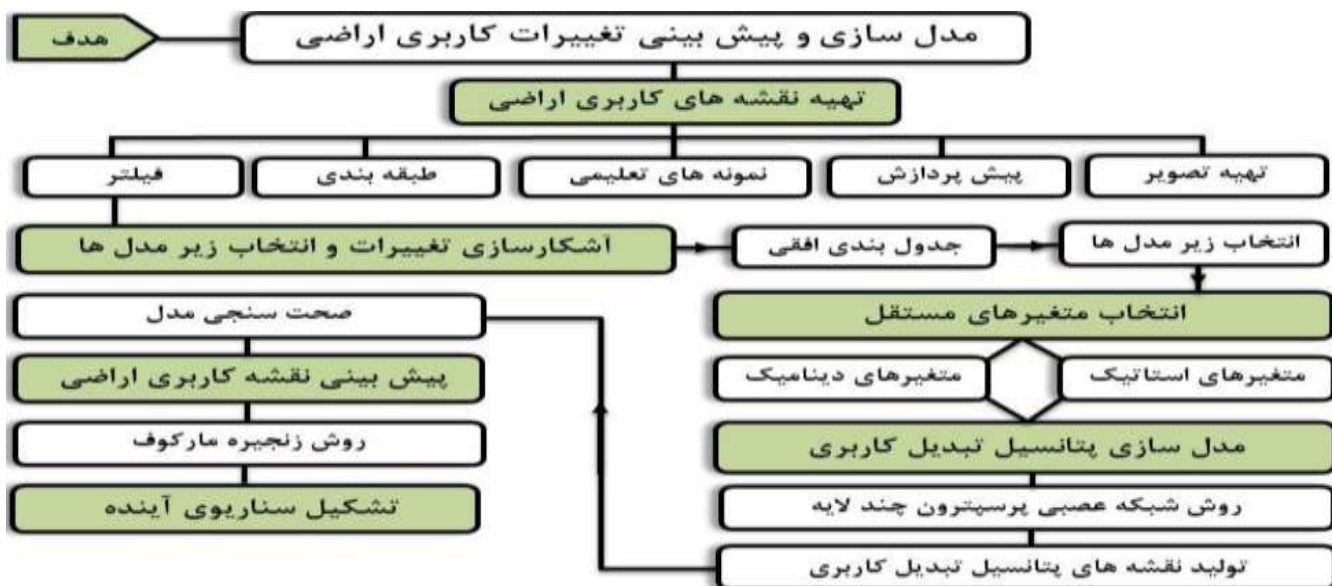 هدف
مدل سازی و پیش بینی تغییرات کاربری اراضی
تهیه نقشه های کاربری اراضی
تهیه تصویر
پیش پردازش
نمونه های تعلیمی
طبقه بندی
فیلتر
آشکارسازی تغییرات و انتخاب زیر مدل ها
جدول بندی افقی
انتخاب زیر مدل ها
انتخاب متغیرهای مستقل
متغیرهای استاتیک
متغیرهای دینامیک
مدل سازی پتانسیل تبدیل کاربری
روش شبکه عصبی پرسپترون چند لایه
تولید نقشه های پتانسیل تبدیل کاربری
صحت سنجی مدل
پیش بینی نقشه کاربری اراضی
روش زنجیره مارکوف
تشکیل سناریوی آینده